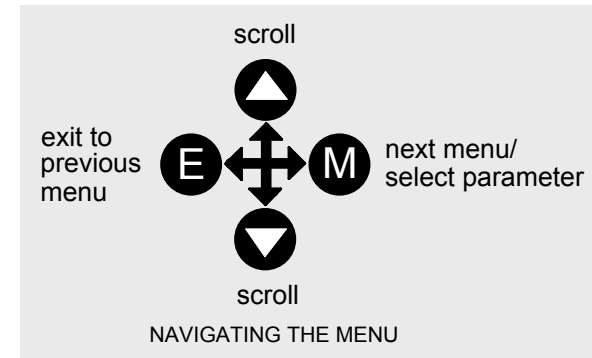 scroll
exit to
previous
menu
E
M
next menu/
select parameter
scroll
NAVIGATING THE MENU